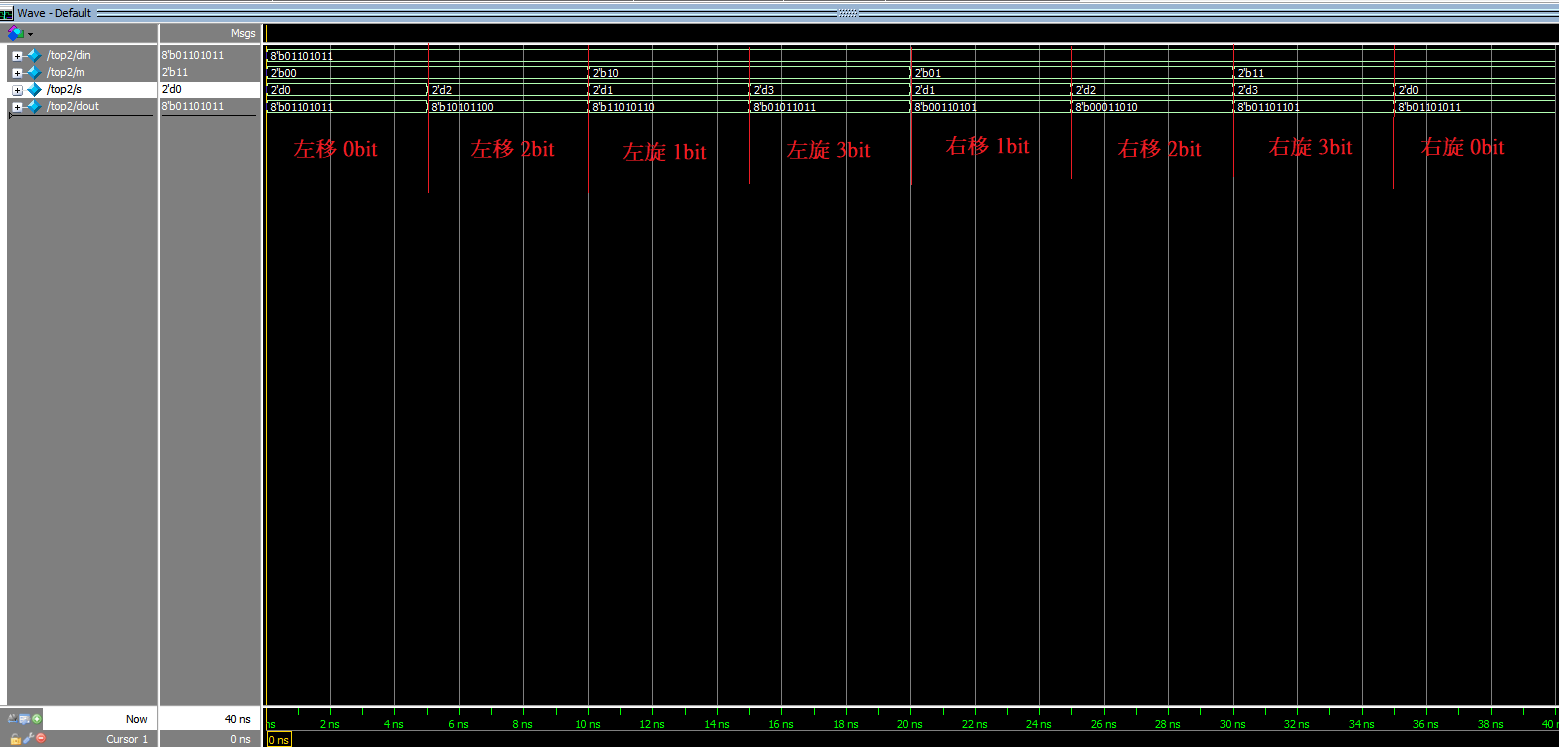 Wave - Default
Msgs
/top2/din 8'b01101011 8'b01101011
/top2/m 2'b11 2'b00 2'b10 2'b01 2'b11
/top2/s 2'd0 2'd0 2'd2 2'd1 2'd3 2'd1 2'd2 2'd3 2'd0
/top2/dout 8'b01101011 8'b01101011 8'b10101100 8'b11010110 8'b01011011 8'b00110101 8'b00011010 8'b01101101 8'b01101011
左移 0bit 左移 2bit 左旋 1bit 左旋 3bit 右移 1bit 右移 2bit 右旋 3bit 右旋 0bit
Now 40 ns ns 2 ns 4 ns 6 ns 8 ns 10 ns 12 ns 14 ns 16 ns 18 ns 20 ns 22 ns 24 ns 26 ns 28 ns 30 ns 32 ns 34 ns 36 ns 38 ns 40 n
Cursor 1 0 ns 0 ns